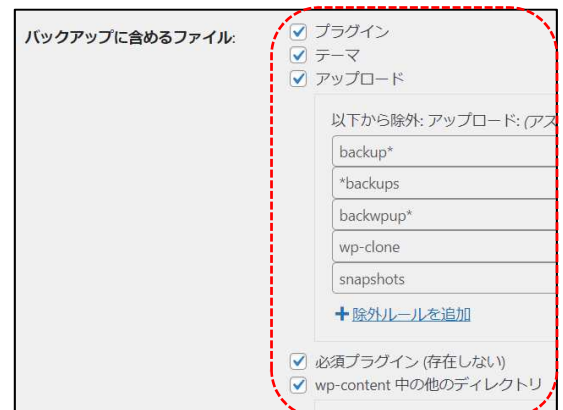 バックアップに含めるファイル:
プラグイン
テーマ
アップロード
以下から除外: アップロード: (アス
backup*
*backups
backwpup*
wp-clone
snapshots
+除外ルールを追加
必須プラグイン (存在しない)
wp-content 中の他のディレクトリ